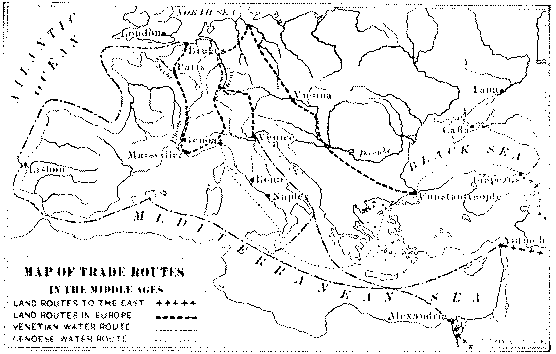 NORTH SEA
ATLANTIC
OCEAN
London
Paris
Vienna
Tana
Caffa
Genoa
Venice
Danube
BLACK SEA
Marseilles
Lisbon
Rome
Naples
Constantinople
Antioch
MEDITERRANEAN SEA
Alexandria
MAP OF TRADE ROUTES
IN THE MIDDLE AGES
LAND ROUTES TO THE EAST
LAND ROUTES IN EUROPE
VENETIAN WATER ROUTE
GENOESE WATER ROUTE